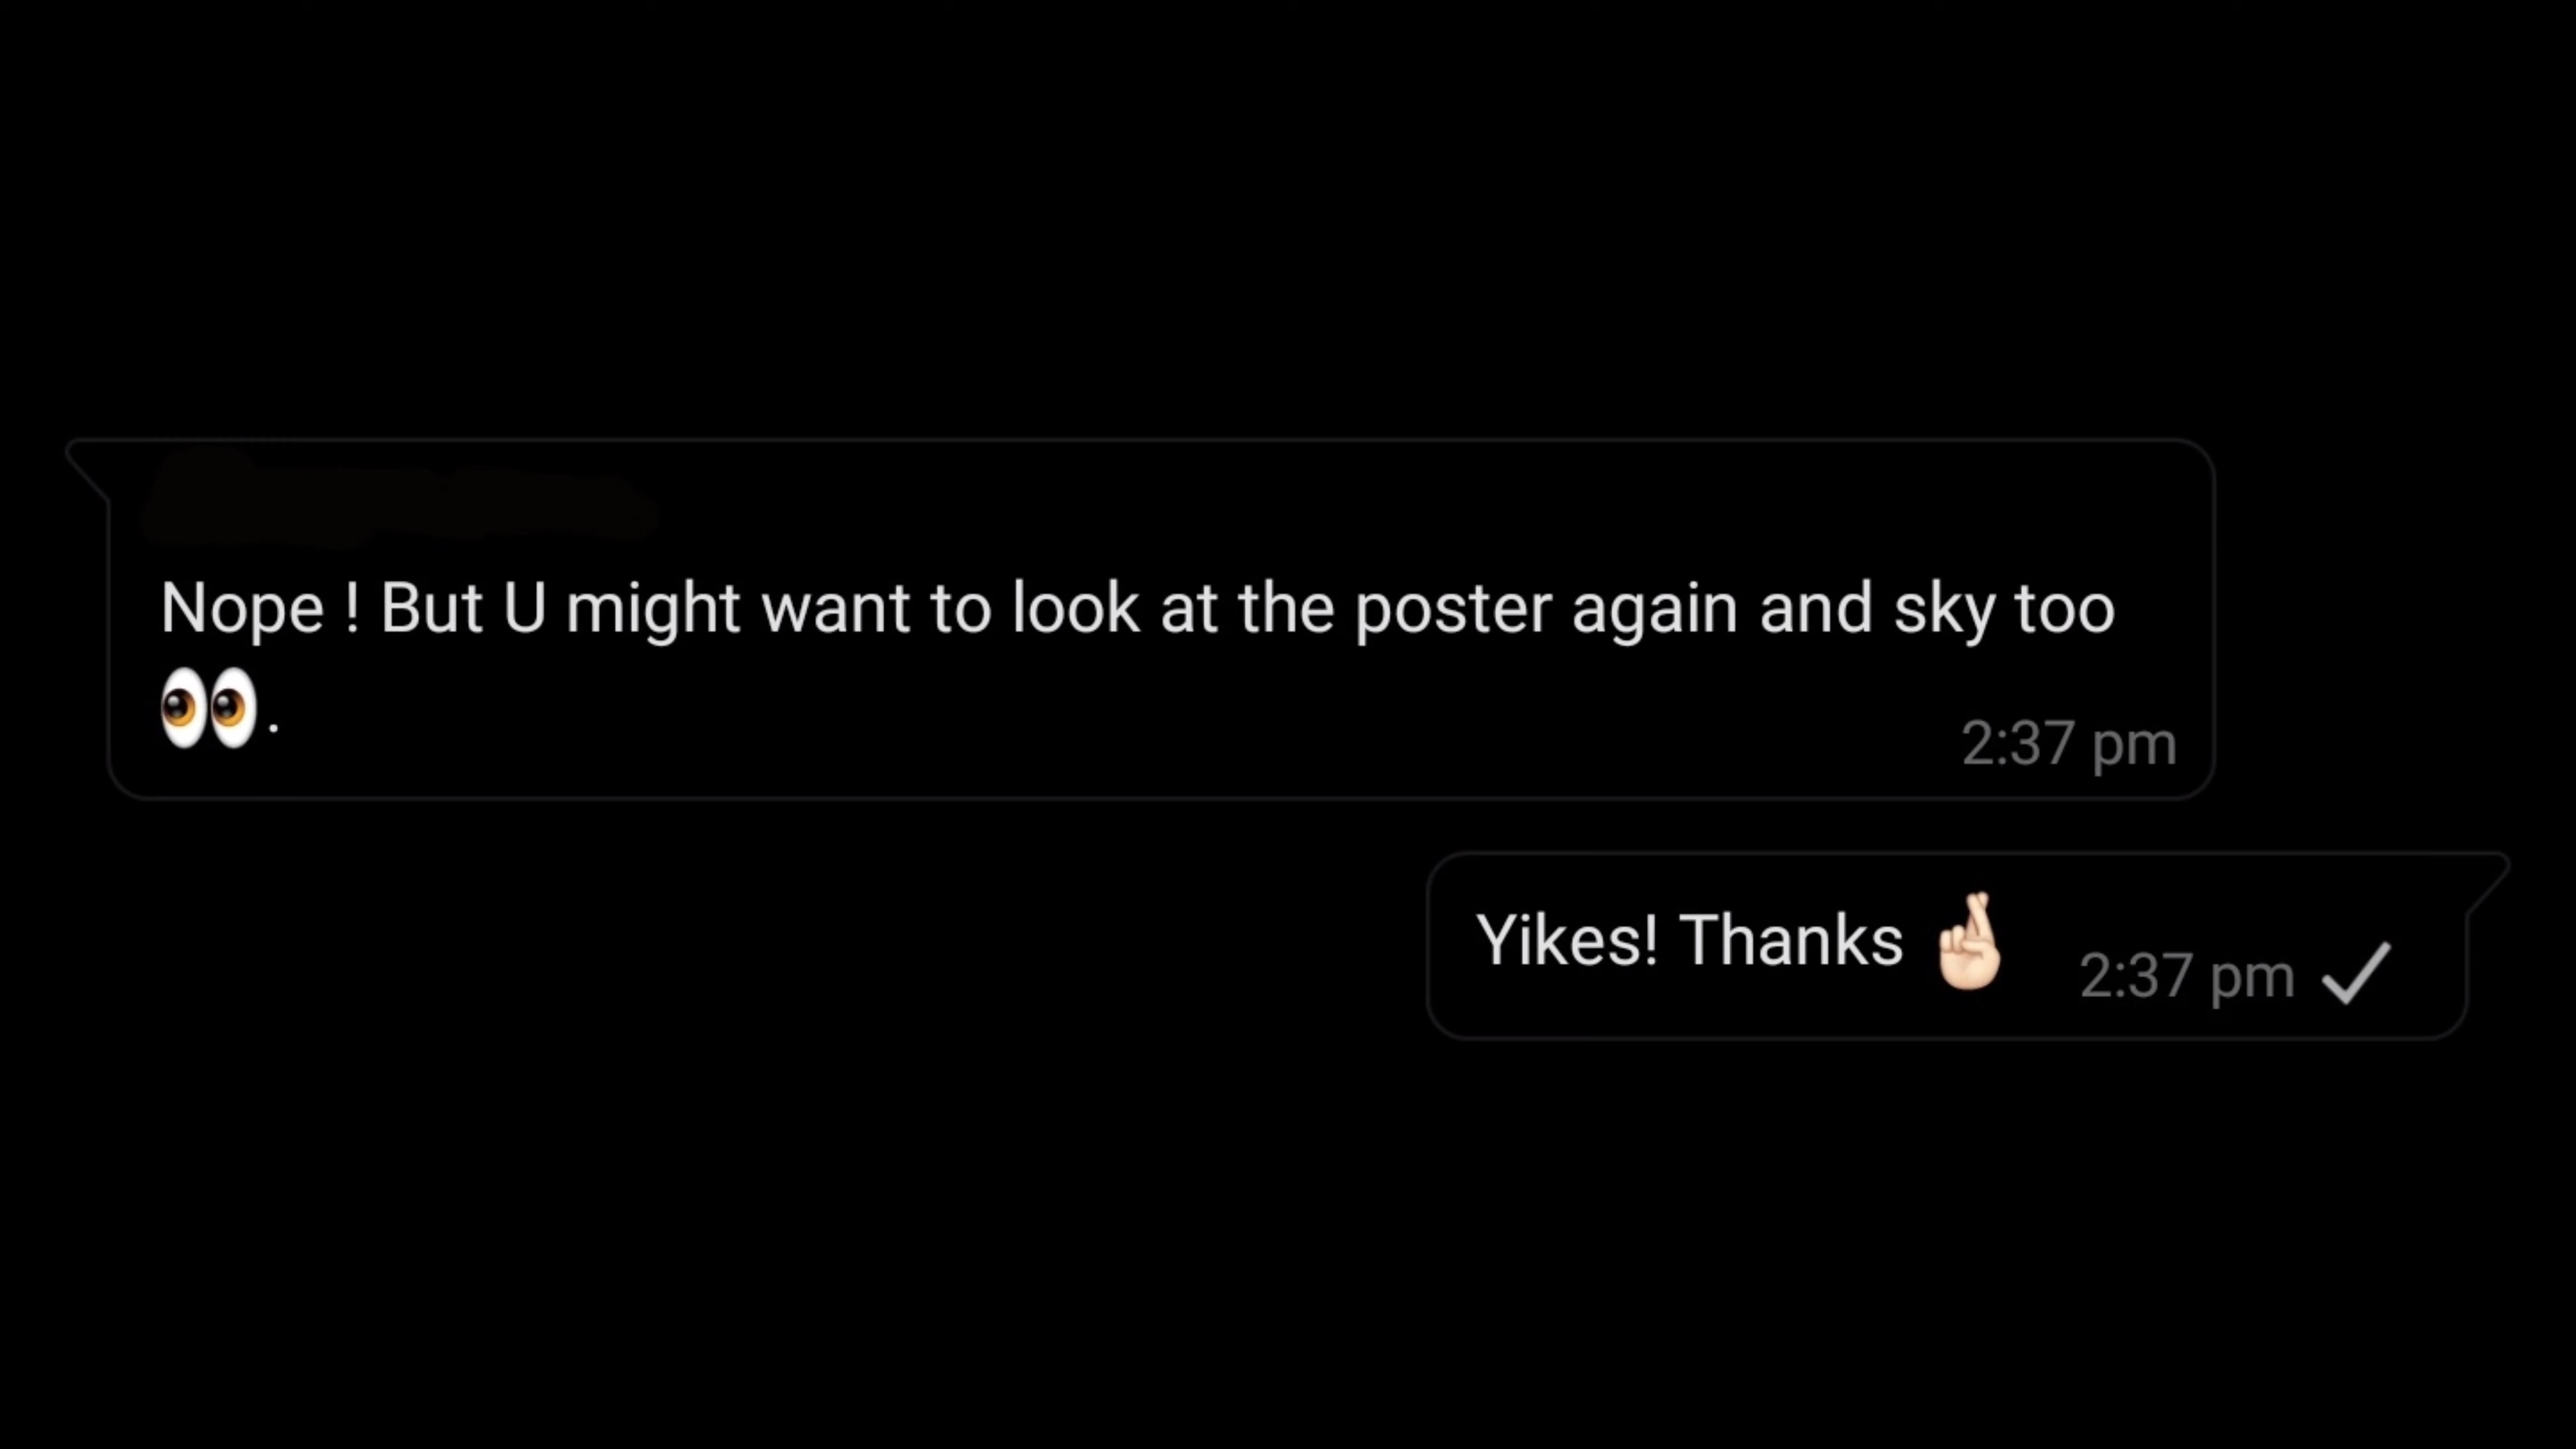 Nope ! But U might want to look at the poster again and sky too
👀.
2:37 pm
Yikes! Thanks 🤞🏻
2:37 pm